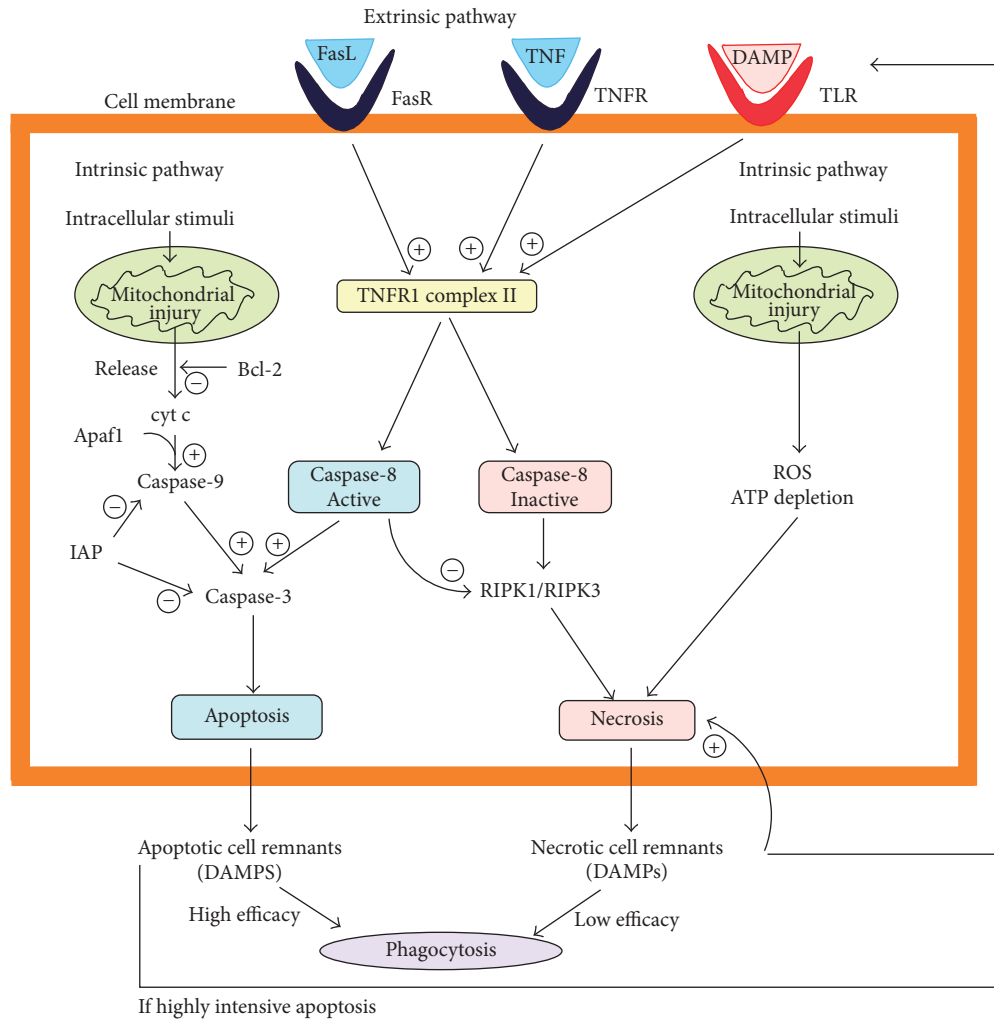 Extrinsic pathway
FasL
TNF
DAMP
FasR
TNFR
TLR
Cell membrane
Intrinsic pathway
Intrinsic pathway
Intracellular stimuli
Intracellular stimuli
+
+
+
Mitochondrial
injury
TNFR1 complex II
Mitochondrial
injury
Release
Bcl-2
−
cyt c
Apaf1
+
Caspase-9
Caspase-8
Active
Caspase-8
Inactive
ROS
ATP depletion
−
IAP
+
+
−
−
Caspase-3
RIPK1/RIPK3
Apoptosis
Necrosis
+
Apoptotic cell remnants
(DAMPS)
Necrotic cell remnants
(DAMPs)
High efficacy
Low efficacy
Phagocytosis
If highly intensive apoptosis